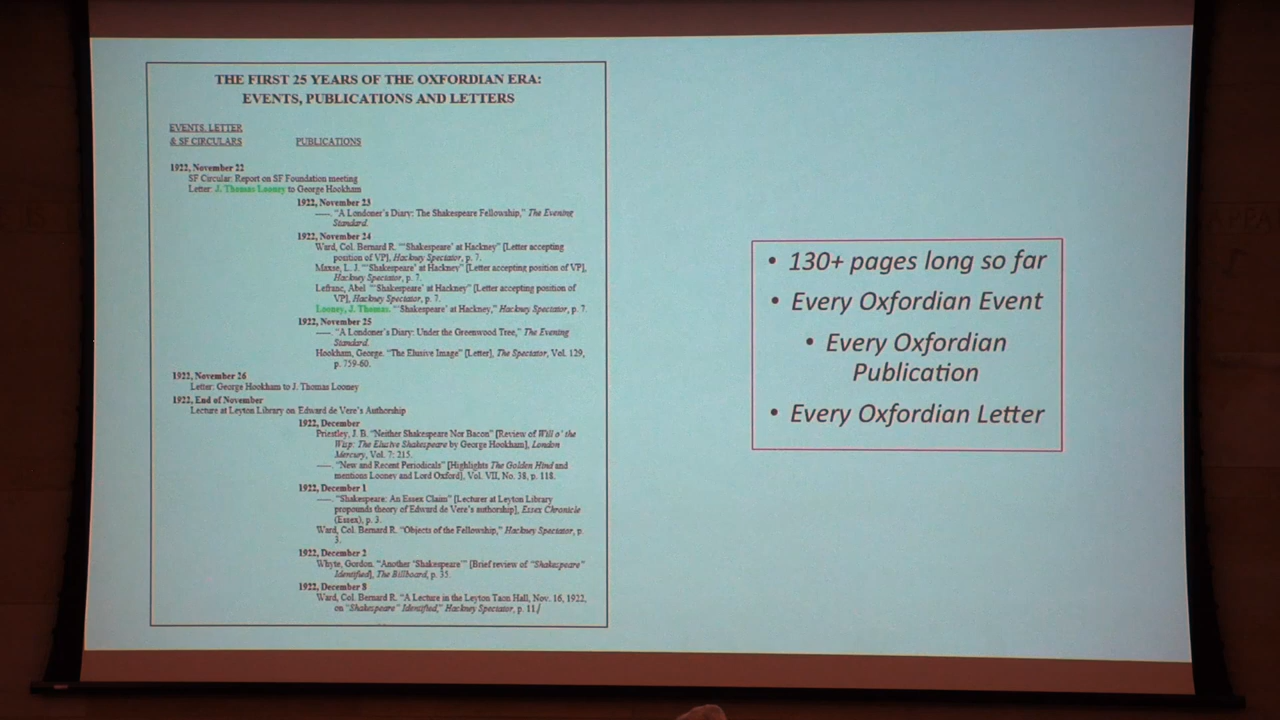 THE FIRST 25 YEARS OF THE OXFORDIAN ERA:
EVENTS, PUBLICATIONS AND LETTERS
EVENTS, LETTER
& SF CIRCULARS PUBLICATIONS
1922, November 22
SF Circular: Report on SF Foundation meeting
Letter: J. Thomas Looney to George Hookham
1922, November 23
——. "A Londoner's Diary: The Shakespeare Fellowship," The Evening
Standard.
1922, November 24
Ward, Col. Bernard R. "'Shakespeare' at Hackney" [Letter accepting
position of VP], Hackney Spectator, p. 7.
Maxse, L. J. "'Shakespeare' at Hackney" [Letter accepting position of VP],
Hackney Spectator, p. 7.
Lefranc, Abel "'Shakespeare' at Hackney" [Letter accepting position of
VP], Hackney Spectator, p. 7.
Looney, J. Thomas. "'Shakespeare' at Hackney," Hackney Spectator, p. 7.
1922, November 25
——. "A Londoner's Diary: Under the Greenwood Tree," The Evening
Standard.
Hookham, George. "The Elusive Image" [Letter], The Spectator, Vol. 129,
p. 759-60.
1922, November 26
Letter: George Hookham to J. Thomas Looney
1922, End of November
Lecture at Leyton Library on Edward de Vere's Authorship
1922, December
Priestley, J. B. "Neither Shakespeare Nor Bacon" [Review of Will o' the
Wisp: The Elusive Shakespeare by George Hookham], London
Mercury, Vol. 7: 215.
——. "New and Recent Periodicals" [Highlights The Golden Hind and
mentions Looney and Lord Oxford], Vol. VII, No. 38, p. 118.
1922, December 1
——. "Shakespeare: An Essex Claim" [Lecturer at Leyton Library
propounds theory of Edward de Vere's authorship], Essex Chronicle
(Essex), p. 3.
Ward, Col. Bernard R. "Objects of the Fellowship," Hackney Spectator, p.
3.
1922, December 2
Whyte, Gordon. "Another 'Shakespeare'" [Brief review of "Shakespeare"
Identified], The Billboard, p. 35.
1922, December 8
Ward, Col. Bernard R. "A Lecture in the Leyton Taon Hall, Nov. 16, 1922,
on "Shakespeare" Identified," Hackney Spectator, p. 11/
• 130+ pages long so far
• Every Oxfordian Event
• Every Oxfordian
Publication
• Every Oxfordian Letter